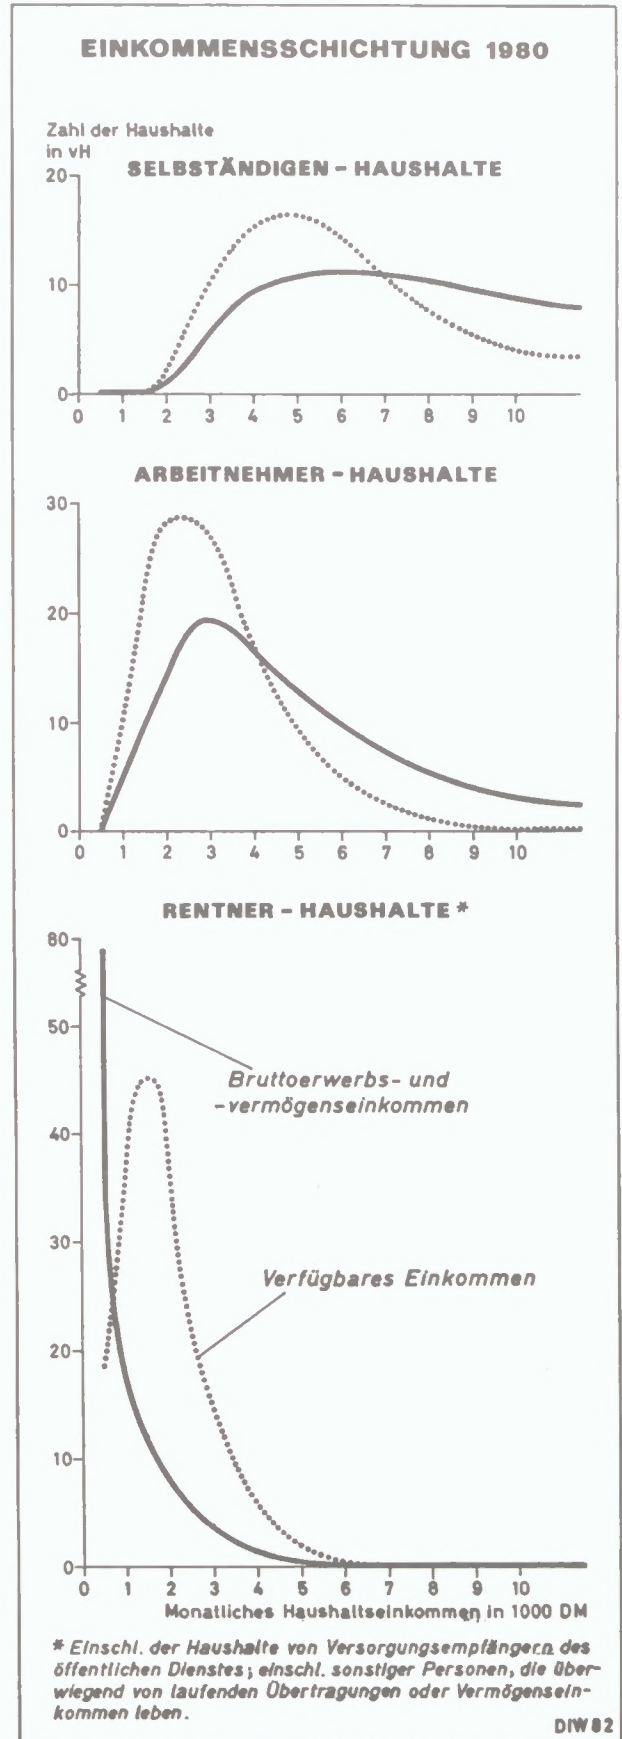 EINKOMMENSSCHICHTUNG 1980
Zahl der Haushalte
in vH
SELBSTÄNDIGEN - HAUSHALTE
20
10
0
0 1 2 3 4 5 6 7 8 9 10
ARBEITNEHMER - HAUSHALTE
30
20
10
0
0 1 2 3 4 5 6 7 8 9 10
RENTNER - HAUSHALTE *
80
50
Bruttoerwerbs- und
-vermögenseinkommen
40
30
Verfügbares Einkommen
20
10
0
0 1 2 3 4 5 6 7 8 9 10
Monatliches Haushaltseinkommen in 1000 DM
* Einschl. der Haushalte von Versorgungsempfängern des
öffentlichen Dienstes; einschl. sonstiger Personen, die über-
wiegend von laufenden Übertragungen oder Vermögensein-
kommen leben.
DIW 82